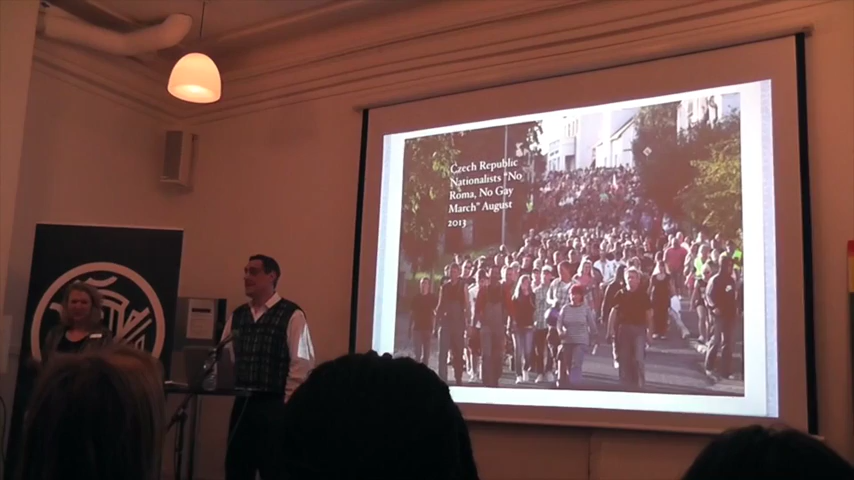 Czech Republic
Nationalists "No
Roma, No Gay
March" August
2013